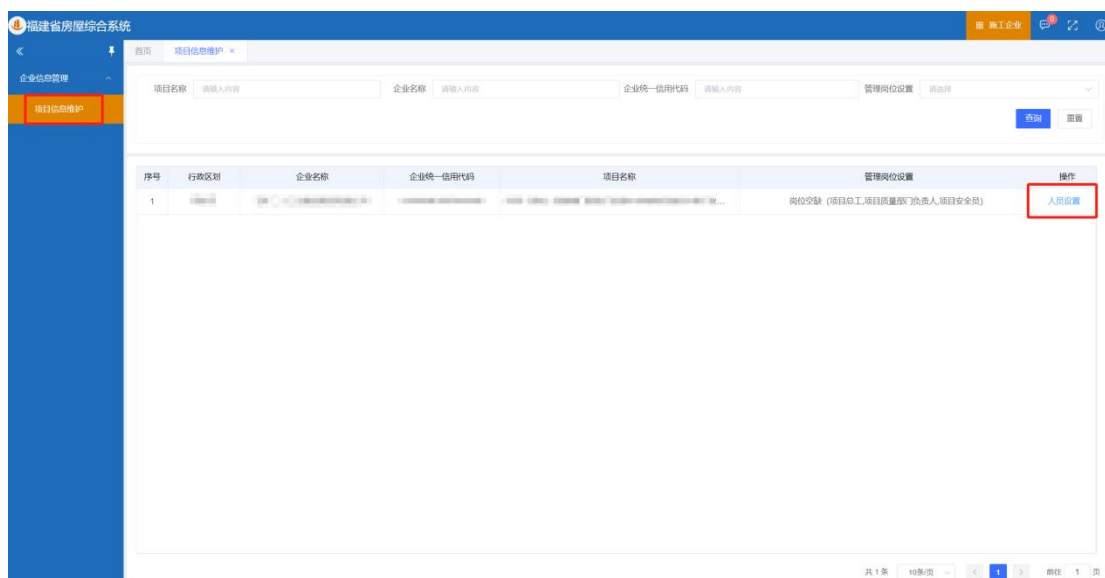 福建省房屋综合系统
施工企业
0
首页 项目信息维护 ×
企业信息管理
项目信息维护
项目名称 请输入内容 企业名称 请输入内容 企业统一信用代码 请输入内容 管理岗位设置 请选择
查询 重置
序号 行政区划 企业名称 企业统一信用代码 项目名称 管理岗位设置 操作
1 ... 岗位空缺 (项目总工,项目质量部门负责人,项目安全员) 人员设置
共 1 条 10条/页 < 1 > 前往 1 页